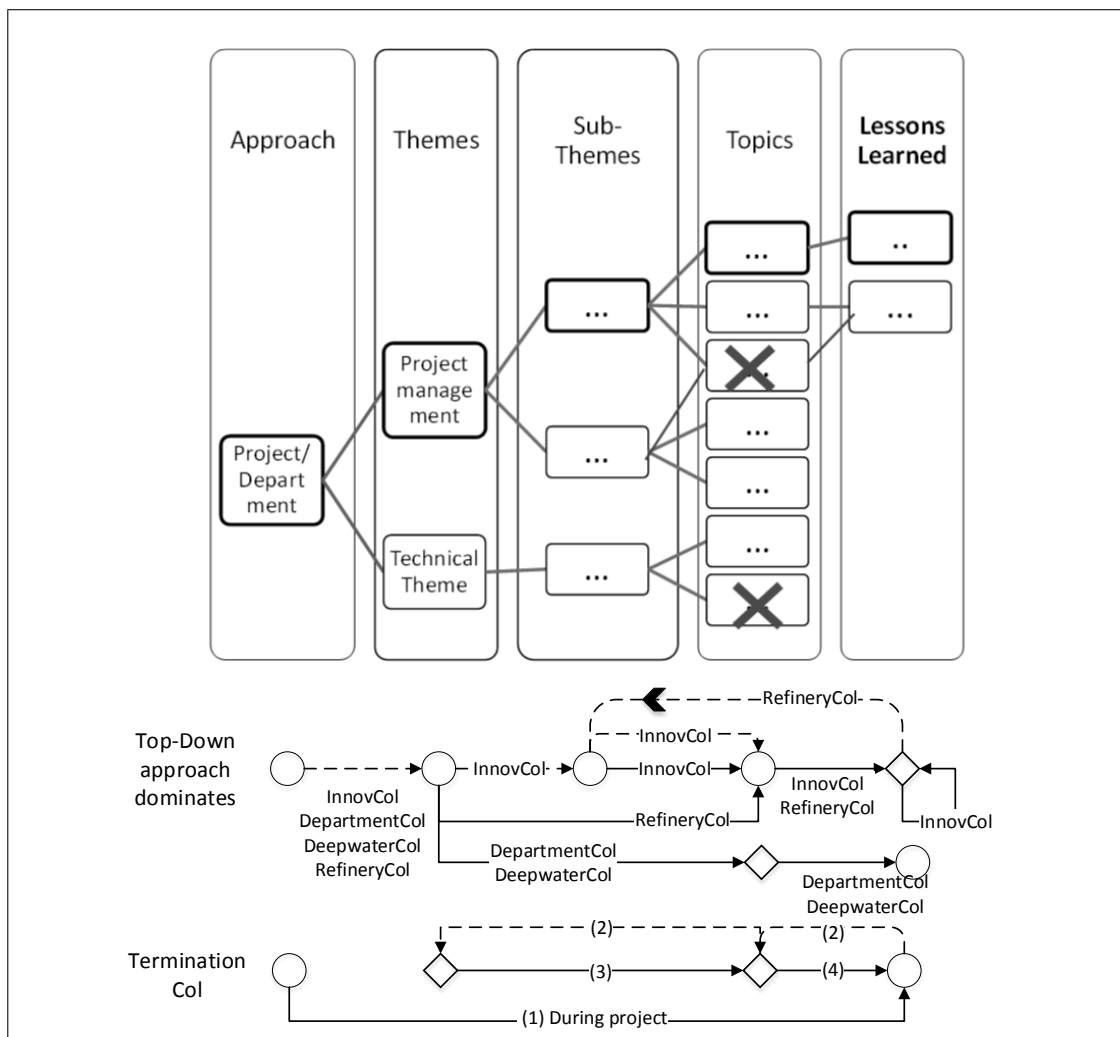 Approach
Themes
Sub-
Themes
Topics
Lessons
Learned
...
..
...
...
...
Project
manage
ment
...
...
Project/
Depart
ment
...
...
Technical
Theme
...
...
RefineryCol
Top-Down
approach
dominates
InnovCol
InnovCol
InnovCol
InnovCol
DepartmentCol
DeepwaterCol
RefineryCol
InnovCol
RefineryCol
InnovCol
RefineryCol
DepartmentCol
DeepwaterCol
DepartmentCol
DeepwaterCol
Termination
Col
(2)
(2)
(3)
(4)
(1) During project